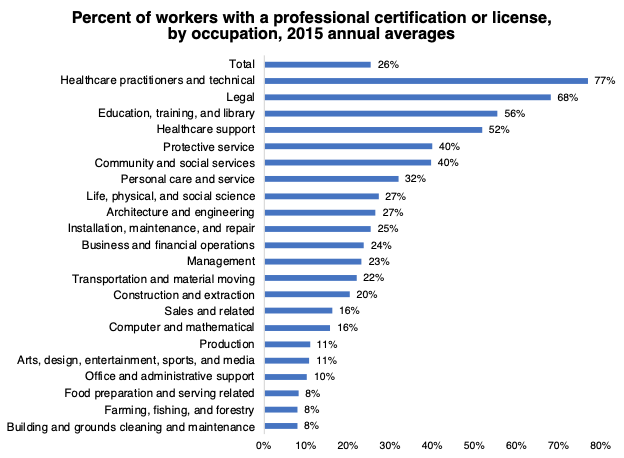 Percent of workers with a professional certification or license,
by occupation, 2015 annual averages
Total 26%
Healthcare practitioners and technical 77%
Legal 68%
Education, training, and library 56%
Healthcare support 52%
Protective service 40%
Community and social services 40%
Personal care and service 32%
Life, physical, and social science 27%
Architecture and engineering 27%
Installation, maintenance, and repair 25%
Business and financial operations 24%
Management 23%
Transportation and material moving 22%
Construction and extraction 20%
Sales and related 16%
Computer and mathematical 16%
Production 11%
Arts, design, entertainment, sports, and media 11%
Office and administrative support 10%
Food preparation and serving related 8%
Farming, fishing, and forestry 8%
Building and grounds cleaning and maintenance 8%
0% 10% 20% 30% 40% 50% 60% 70% 80%